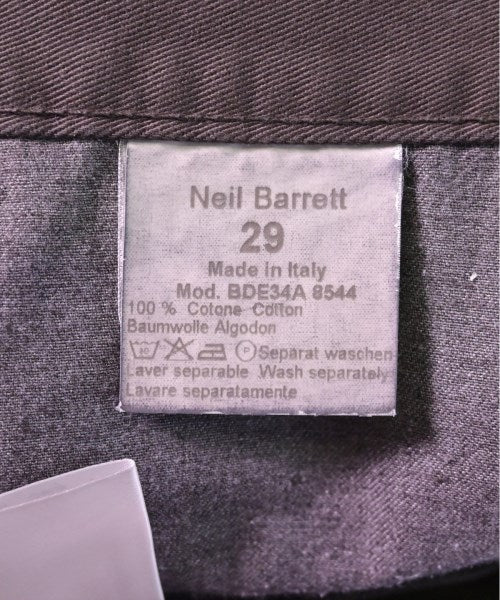 Neil Barrett
29
Made in Italy
Mod. BDE34A 8544
100 % Cotone Cotton
Baumwolle Algodon
30 P Separat waschen
Laver separable Wash separately
Lavare separatamente